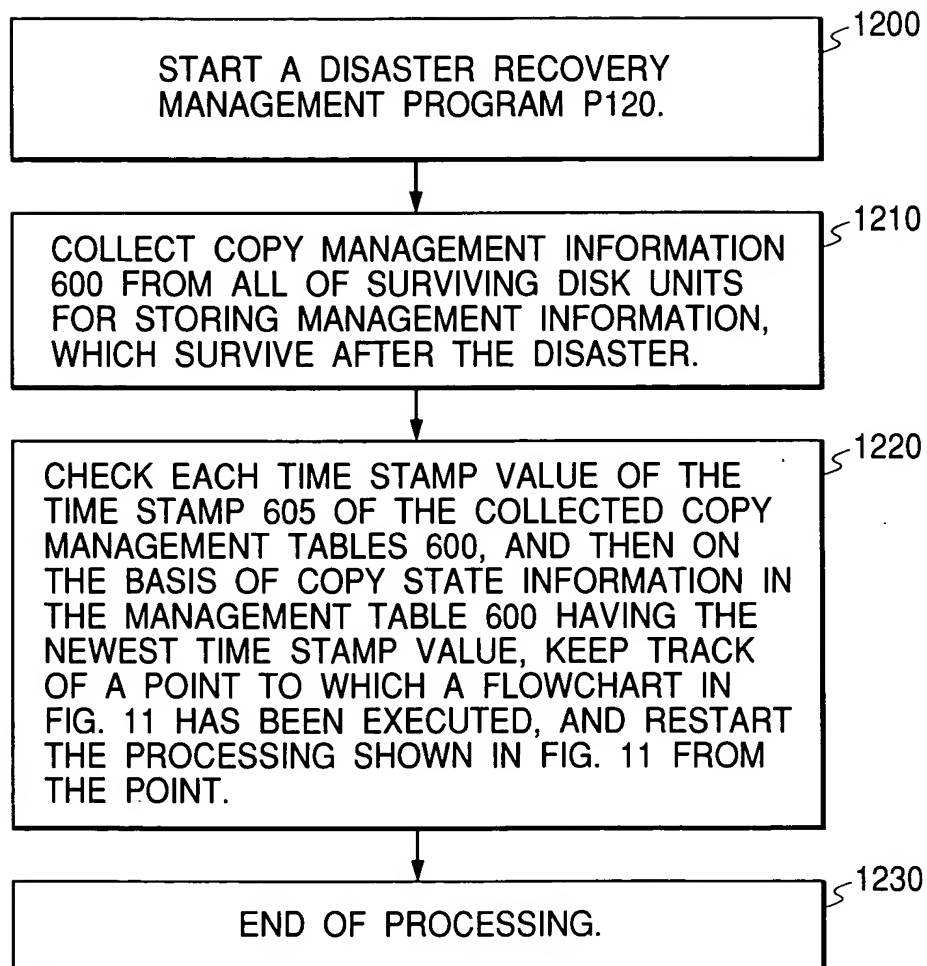 1200
START A DISASTER RECOVERY
MANAGEMENT PROGRAM P120.
1210
COLLECT COPY MANAGEMENT INFORMATION
600 FROM ALL OF SURVIVING DISK UNITS
FOR STORING MANAGEMENT INFORMATION,
WHICH SURVIVE AFTER THE DISASTER.
1220
CHECK EACH TIME STAMP VALUE OF THE
TIME STAMP 605 OF THE COLLECTED COPY
MANAGEMENT TABLES 600, AND THEN ON
THE BASIS OF COPY STATE INFORMATION IN
THE MANAGEMENT TABLE 600 HAVING THE
NEWEST TIME STAMP VALUE, KEEP TRACK
OF A POINT TO WHICH A FLOWCHART IN
FIG. 11 HAS BEEN EXECUTED, AND RESTART
THE PROCESSING SHOWN IN FIG. 11 FROM
THE POINT.
1230
END OF PROCESSING.